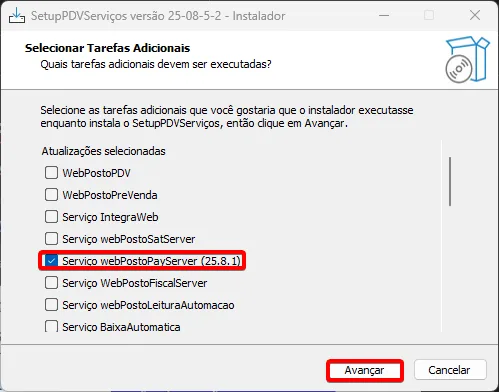 SetupPDVServiços versão 25-08-5-2 - Instalador
Selecionar Tarefas Adicionais
Quais tarefas adicionais devem ser executadas?
Selecione as tarefas adicionais que você gostaria que o instalador executasse
enquanto instala o SetupPDVServiços, então clique em Avançar.
Atualizações selecionadas
WebPostoPDV
WebPostoPreVenda
Serviço IntegraWeb
Serviço webPostoSatServer
Serviço webPostoPayServer (25.8.1)
Serviço WebPostoFiscalServer
Serviço webPostoLeituraAutomacao
Serviço BaixaAutomatica
Avançar
Cancelar